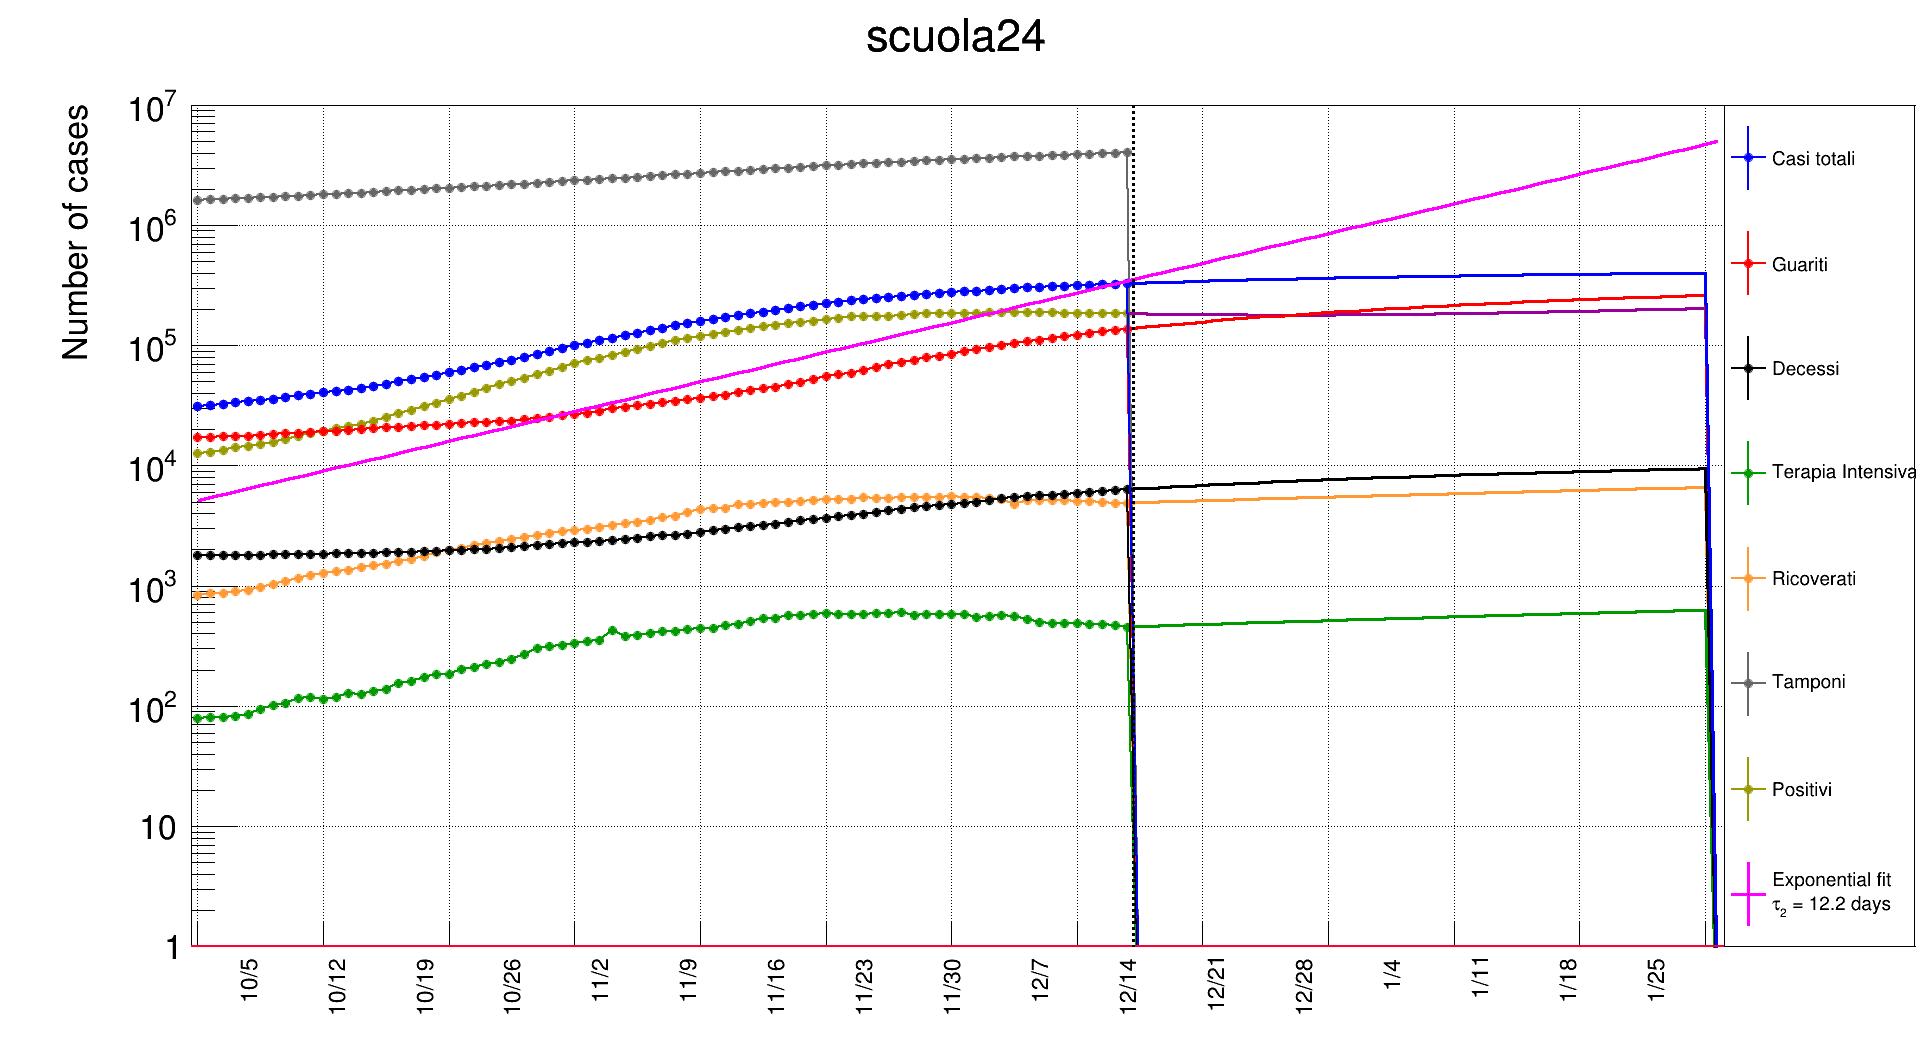 scuola24
Number of cases
10^7
10^6
10^5
10^4
10^3
10^2
10
1
10/5
10/12
10/19
10/26
11/2
11/9
11/16
11/23
11/30
12/7
12/14
12/21
12/28
1/4
1/11
1/18
1/25
Casi totali
Guariti
Decessi
Terapia Intensiva
Ricoverati
Tamponi
Positivi
Exponential fit
τ_2 = 12.2 days